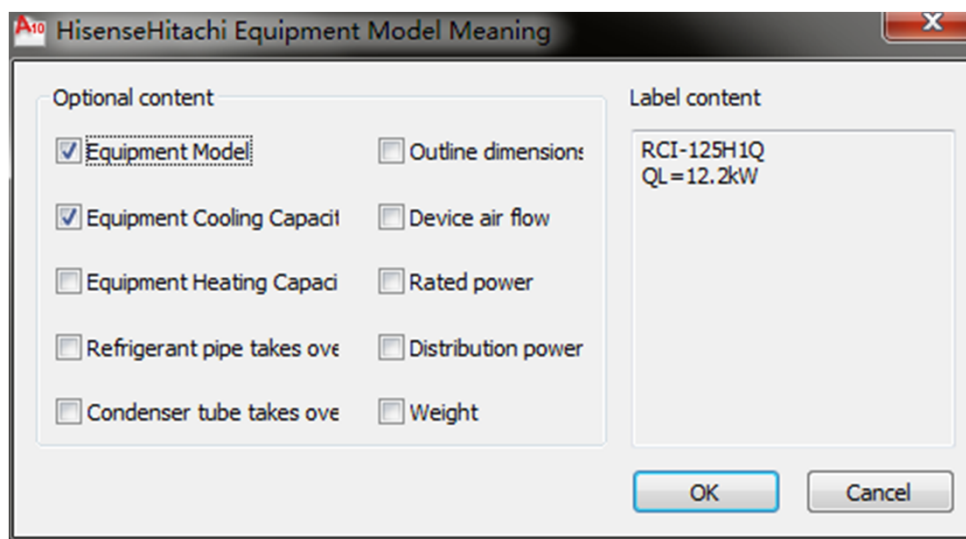 A10 HisenseHitachi Equipment Model Meaning
Optional content
Equipment Model
Equipment Cooling Capacit
Equipment Heating Capaci
Refrigerant pipe takes ove
Condenser tube takes ove
Outline dimensions
Device air flow
Rated power
Distribution power
Weight
Label content
RCI-125H1Q
QL=12.2kW
OK
Cancel